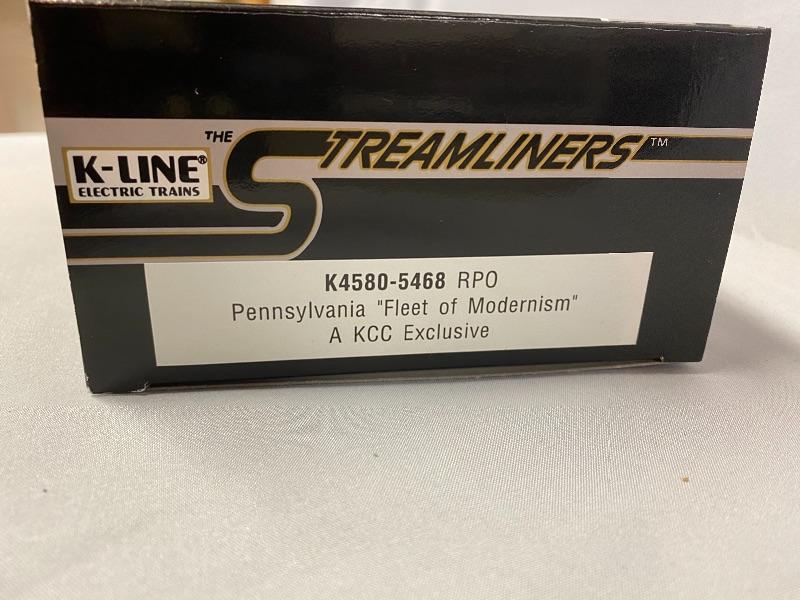 THE STREAMLINERS™
K-LINE®
ELECTRIC TRAINS
K4580-5468 RPO
Pennsylvania "Fleet of Modernism"
A KCC Exclusive